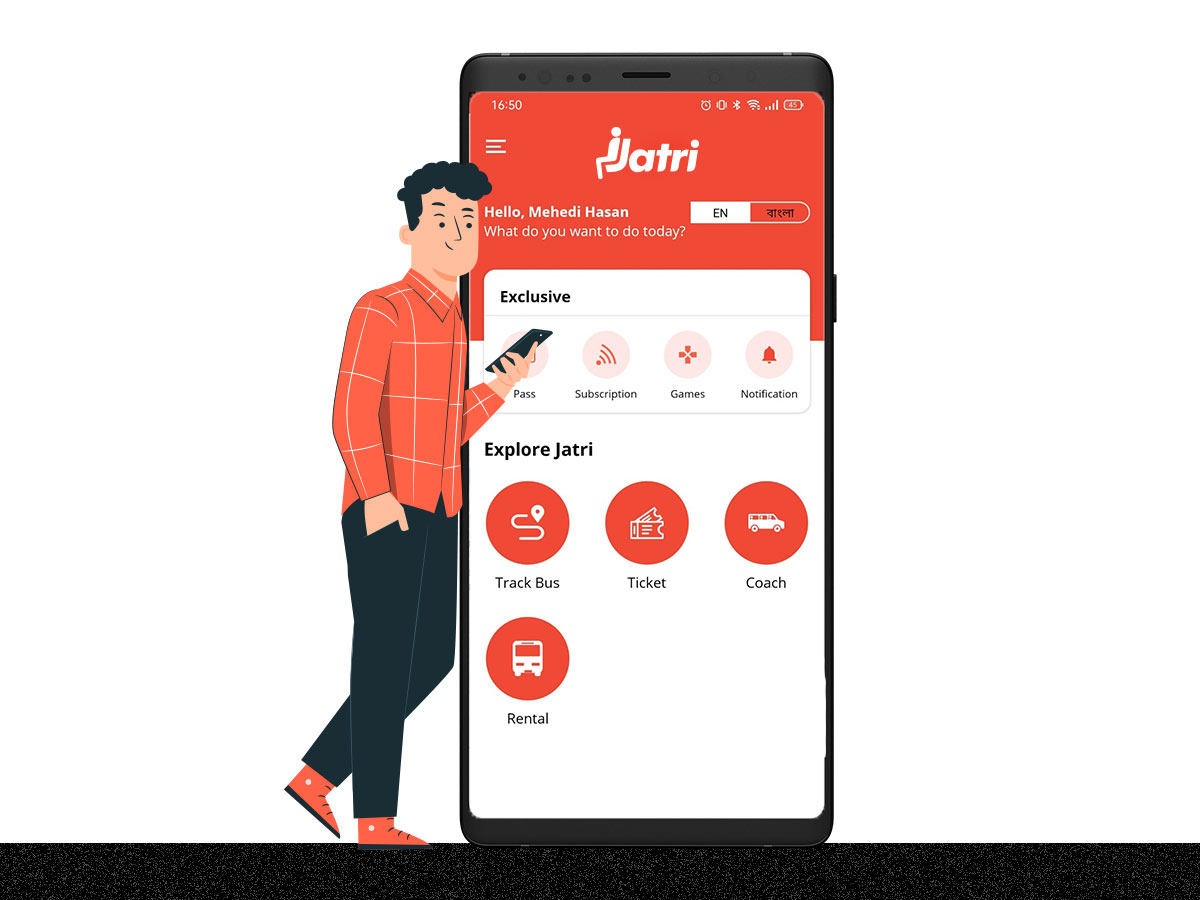 16:50
45
Jatri
Hello, Mehedi Hasan
EN বাংলা
What do you want to do today?
Exclusive
Pass Subscription Games Notification
Explore Jatri
Track Bus Ticket Coach
Rental